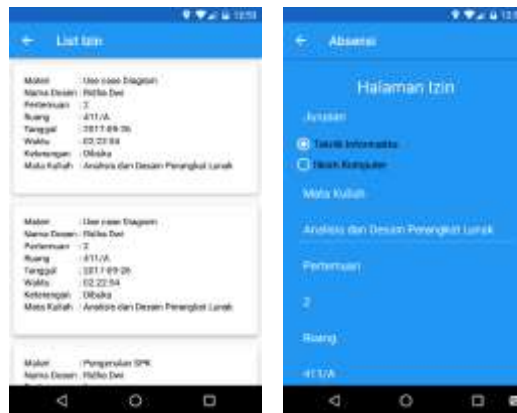 List Izin
Materi : Use case Diagram
Nama Dosen : Ridho Dwi
Pertemuan : 2
Ruang : 411/A
Tanggal : 2017-09-26
Waktu : 02:22:54
Keterangan : Dibuka
Mata Kuliah : Analisis dan Desain Perangkat Lunak
Materi : Use case Diagram
Nama Dosen : Ridho Dwi
Pertemuan : 2
Ruang : 411/A
Tanggal : 2017-09-26
Waktu : 02:22:54
Keterangan : Dibuka
Mata Kuliah : Analisis dan Desain Perangkat Lunak
Materi : Pengenalan SPK
Nama Dosen : Ridho Dwi
Absensi
Halaman Izin
Jurusan
Teknik Informatika
Ilmu Komputer
Mata Kuliah
Analisis dan Desain Perangkat Lunak
Pertemuan
2
Ruang
411/A